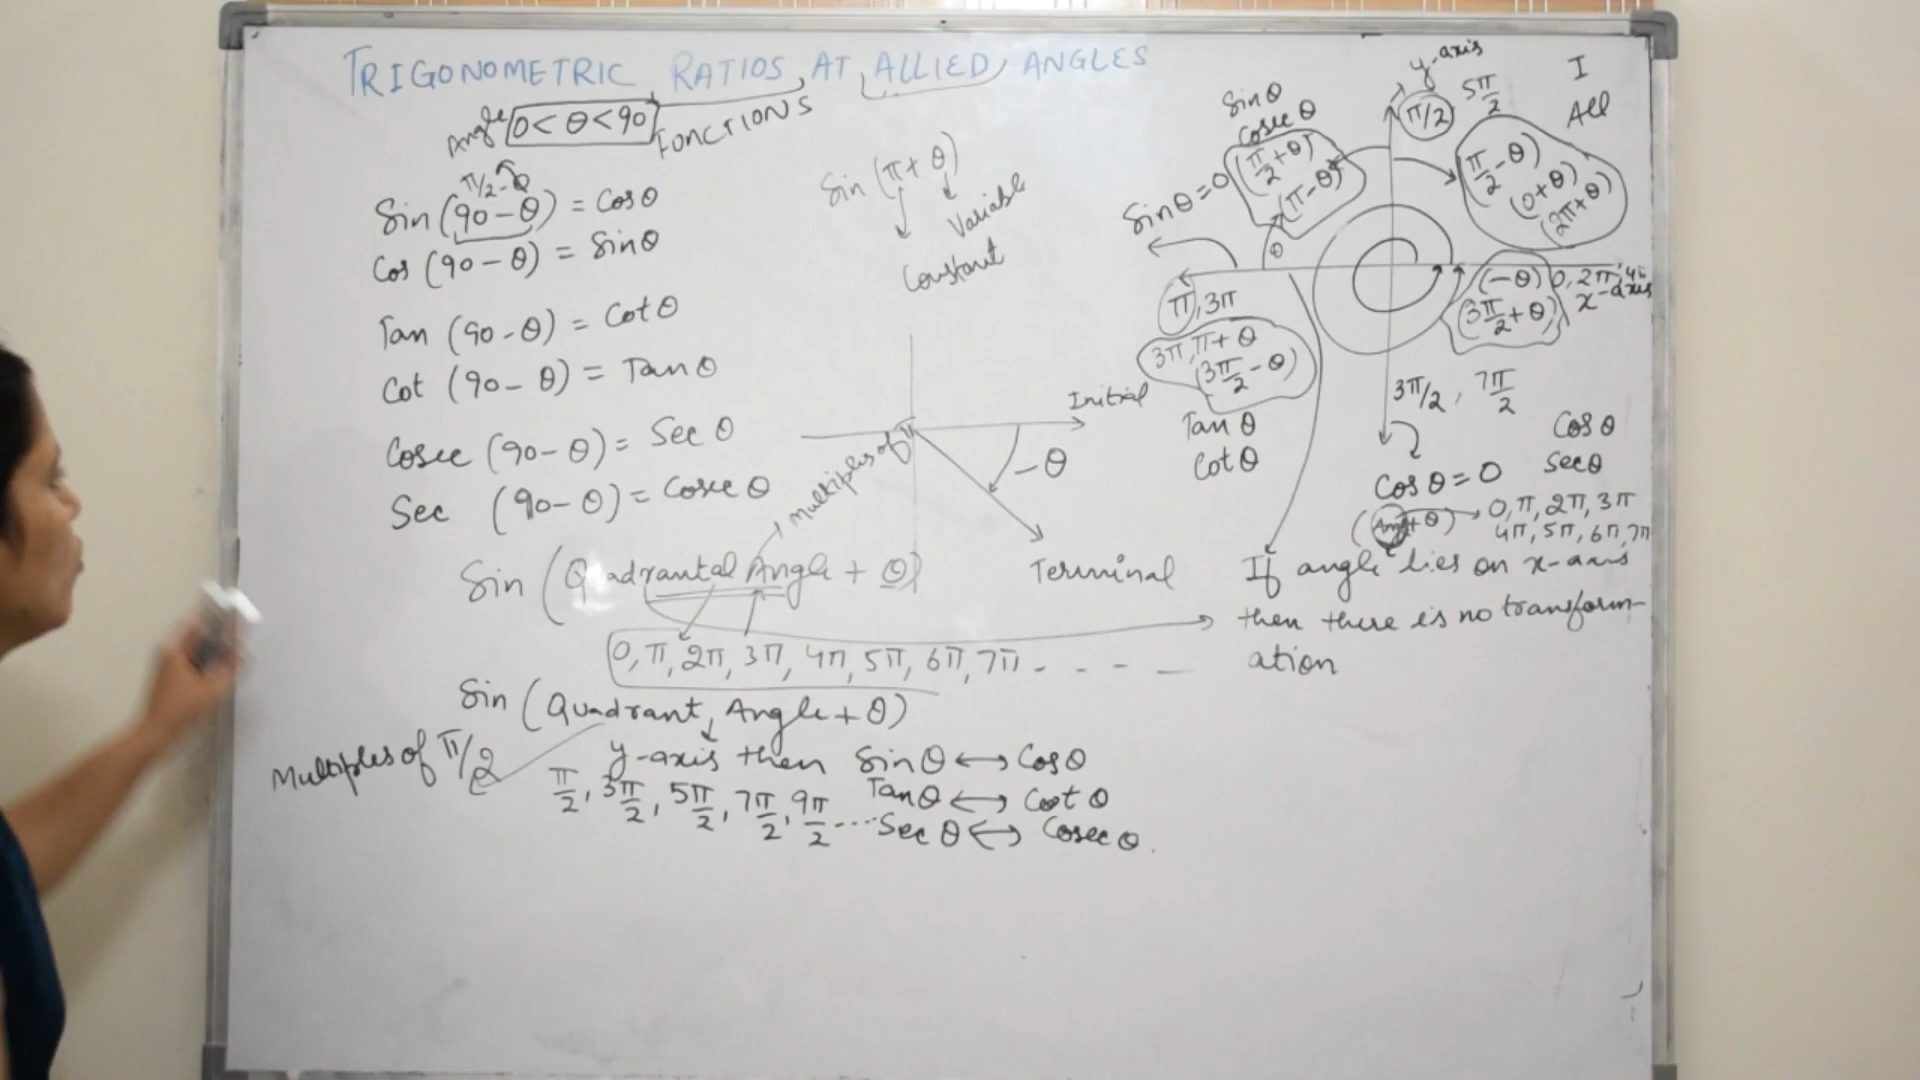 TRIGONOMETRIC RATIOS AT ALLIED ANGLES
FUNCTIONS
Angle 0 < θ < 90
π/2 - θ
Sin (90 - θ) = Cos θ
Cos (90 - θ) = Sin θ
Tan (90 - θ) = Cot θ
Cot (90 - θ) = Tan θ
Cosec (90 - θ) = Sec θ
Sec (90 - θ) = Cosec θ
Sin (π + θ)
Variable
Constant
Initial
- θ
Terminal
Multiples of π
Sin (Quadrantal Angle + θ)
0, π, 2π, 3π, 4π, 5π, 6π, 7π - - - -
Sin (Quadrant, Angle + θ)
Multiples of π/2
y-axis then Sin θ ↔ Cos θ
π/2, 3π/2, 5π/2, 7π/2, 9π/2 ... Tan θ ↔ Cot θ
Sec θ ↔ Cosec θ.
y-axis
π/2 5π/2
I
All
(π/2 - θ)
(0 + θ)
(2π + θ)
Sin θ
Cosec θ
(π/2 + θ)
(π - θ)
Sin θ = 0
θ
π, 3π
3π, π + θ
(3π/2 - θ)
Tan θ
Cot θ
(-θ) 0, 2π, 4π
x-axis
(3π/2 + θ)
3π/2, 7π/2
Cos θ
Sec θ
Cos θ = 0
(Ang + θ) → 0, π, 2π, 3π
4π, 5π, 6π, 7π
If angle lies on x-axis
then there is no transform-
ation